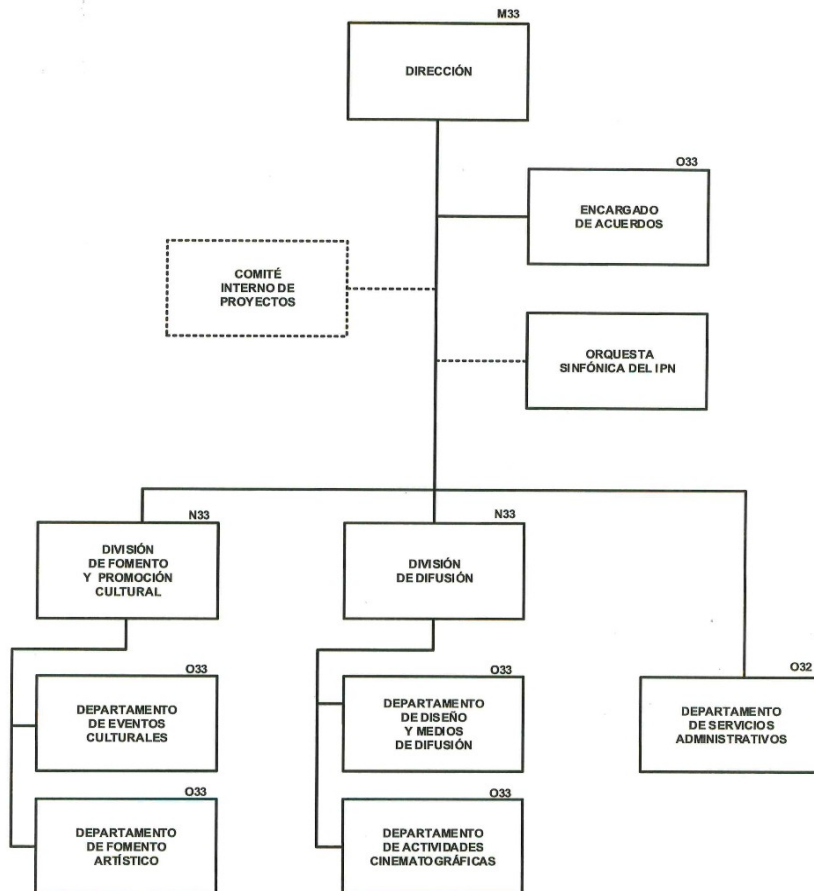 M33
DIRECCIÓN
O33
ENCARGADO
DE ACUERDOS
COMITÉ
INTERNO DE
PROYECTOS
ORQUESTA
SINFÓNICA DEL IPN
N33
DIVISIÓN
DE FOMENTO
Y PROMOCIÓN
CULTURAL
N33
DIVISIÓN
DE DIFUSIÓN
O33
DEPARTAMENTO
DE EVENTOS
CULTURALES
O33
DEPARTAMENTO
DE DISEÑO
Y MEDIOS
DE DIFUSIÓN
O32
DEPARTAMENTO
DE SERVICIOS
ADMINISTRATIVOS
O33
DEPARTAMENTO
DE FOMENTO
ARTÍSTICO
O33
DEPARTAMENTO
DE ACTIVIDADES
CINEMATOGRÁFICAS